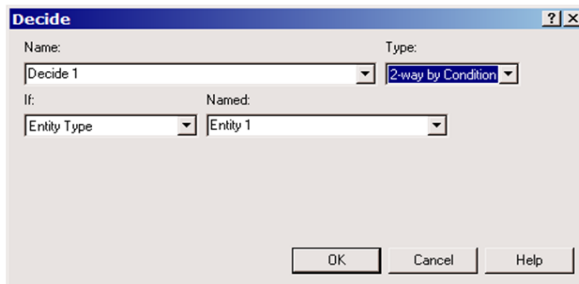 Decide
Name: Type:
Decide 1 2-way by Condition
If: Named:
Entity Type Entity 1
OK Cancel Help